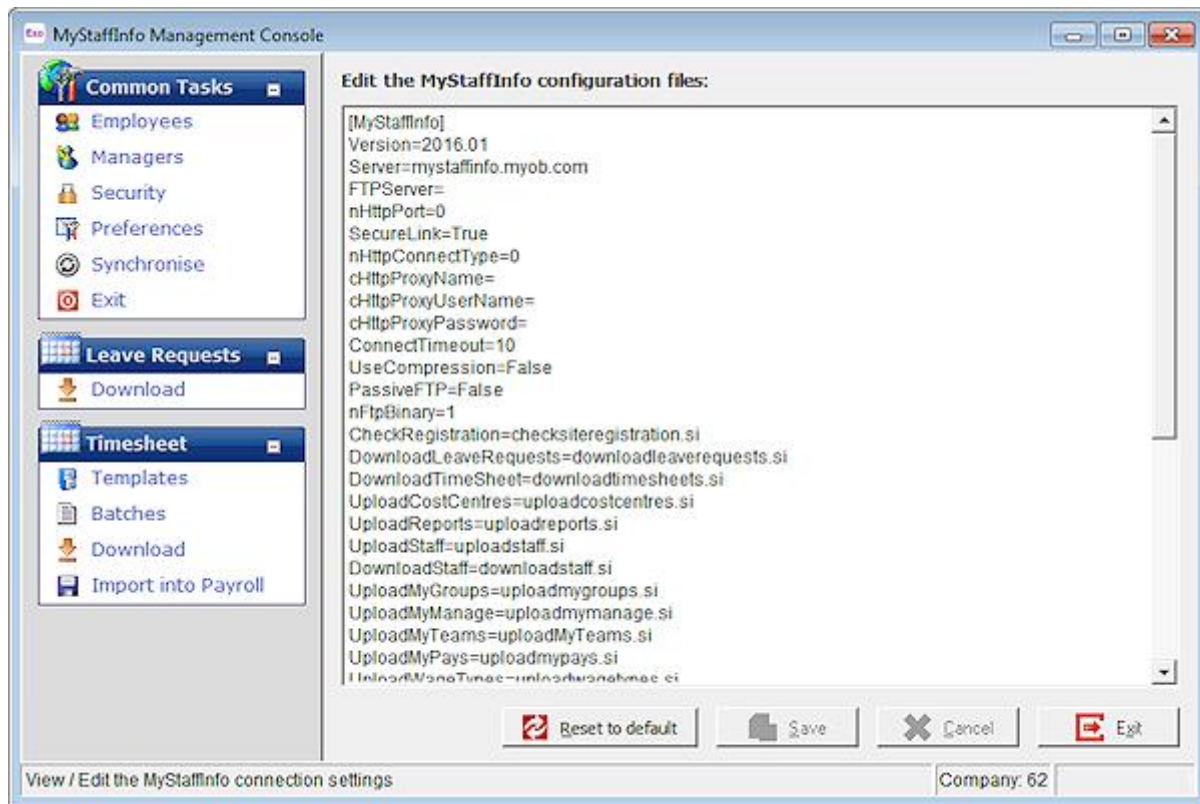 Exo MyStaffInfo Management Console
Common Tasks
Employees
Managers
Security
Preferences
Synchronise
Exit
Leave Requests
Download
Timesheet
Templates
Batches
Download
Import into Payroll
Edit the MyStaffInfo configuration files:
[MyStaffInfo]
Version=2016.01
Server=mystaffinfo.myob.com
FTPServer=
nHttpPort=0
SecureLink=True
nHttpConnectType=0
cHttpProxyName=
cHttpProxyUserName=
cHttpProxyPassword=
ConnectTimeout=10
UseCompression=False
PassiveFTP=False
nFtpBinary=1
CheckRegistration=checksiteregistration.si
DownloadLeaveRequests=downloadleaverequests.si
DownloadTimeSheet=downloadtimesheets.si
UploadCostCentres=uploadcostcentres.si
UploadReports=uploadreports.si
UploadStaff=uploadstaff.si
DownloadStaff=downloadstaff.si
UploadMyGroups=uploadmygroups.si
UploadMyManage=uploadmymanage.si
UploadMyTeams=uploadMyTeams.si
UploadMyPays=uploadmypays.si
UploadWageTypes=uploadwagetypes.si
Reset to default
Save
Cancel
Exit
View / Edit the MyStaffInfo connection settings
Company: 62